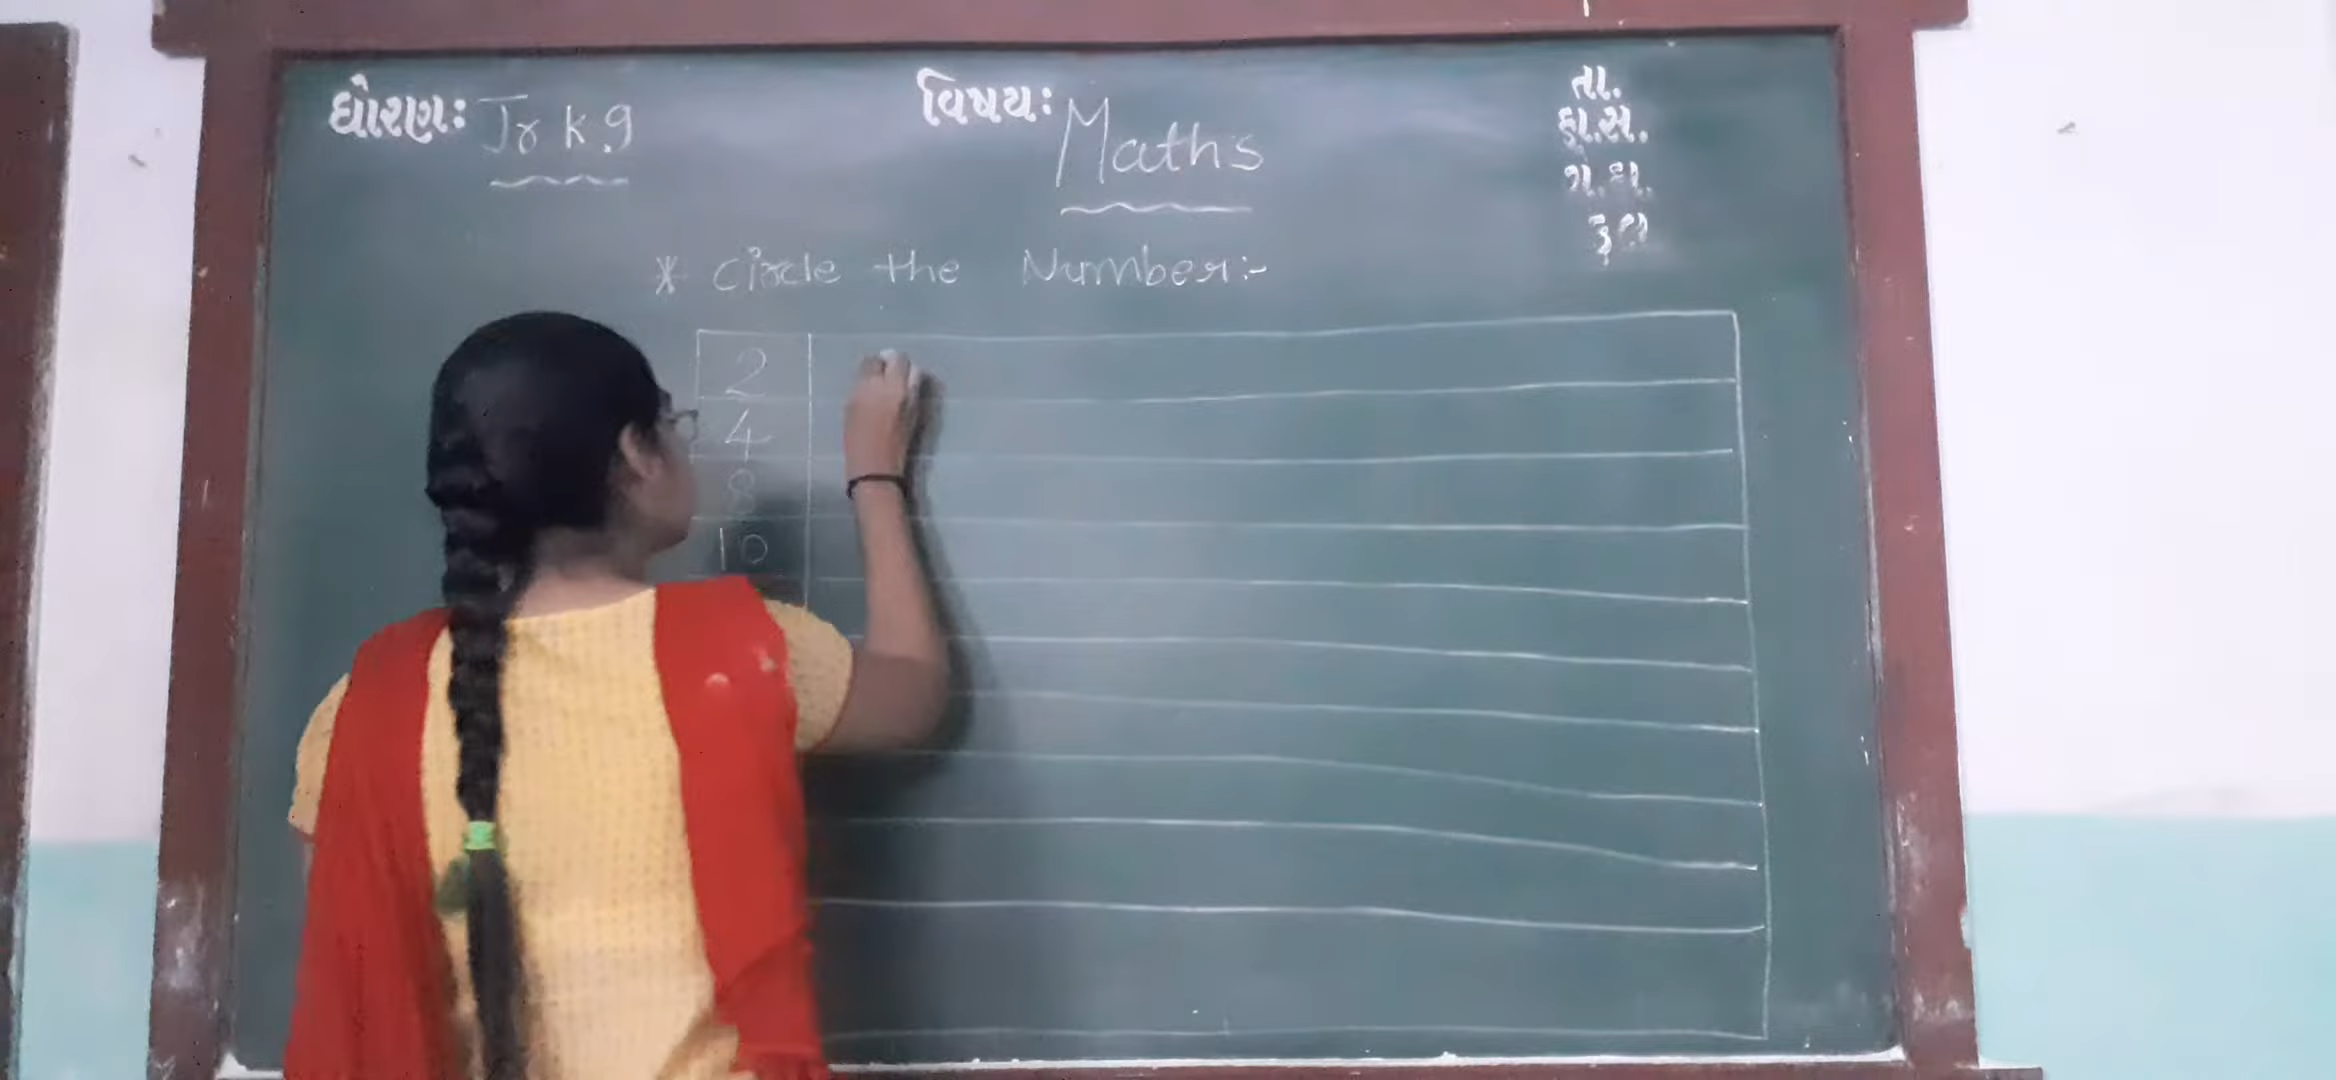 ધોરણઃ Jr k.g
વિષયઃ Maths
તા.
હા.સ.
ગે.હા.
કુલ
* Circle the Number:-
2
4
8
10